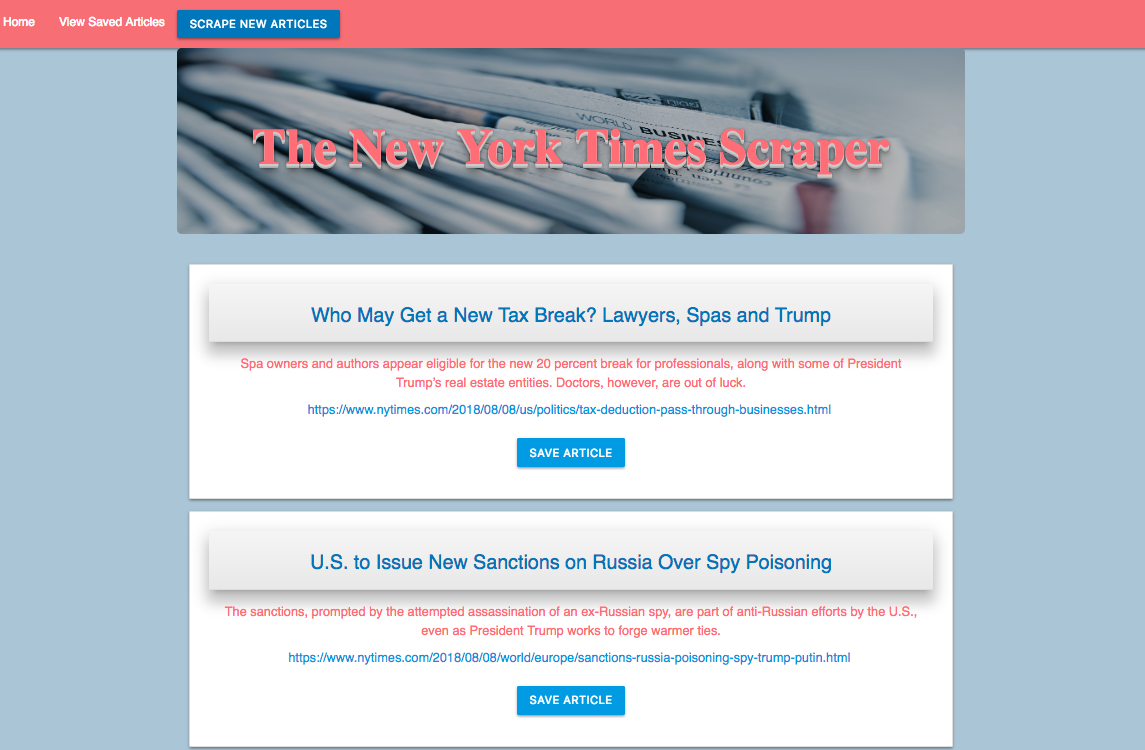 Home
View Saved Articles
SCRAPE NEW ARTICLES
WORLD BUSINESS
The New York Times Scraper
Who May Get a New Tax Break? Lawyers, Spas and Trump
Spa owners and authors appear eligible for the new 20 percent break for professionals, along with some of President
Trump’s real estate entities. Doctors, however, are out of luck.
https://www.nytimes.com/2018/08/08/us/politics/tax-deduction-pass-through-businesses.html
SAVE ARTICLE
U.S. to Issue New Sanctions on Russia Over Spy Poisoning
The sanctions, prompted by the attempted assassination of an ex-Russian spy, are part of anti-Russian efforts by the U.S.,
even as President Trump works to forge warmer ties.
https://www.nytimes.com/2018/08/08/world/europe/sanctions-russia-poisoning-spy-trump-putin.html
SAVE ARTICLE